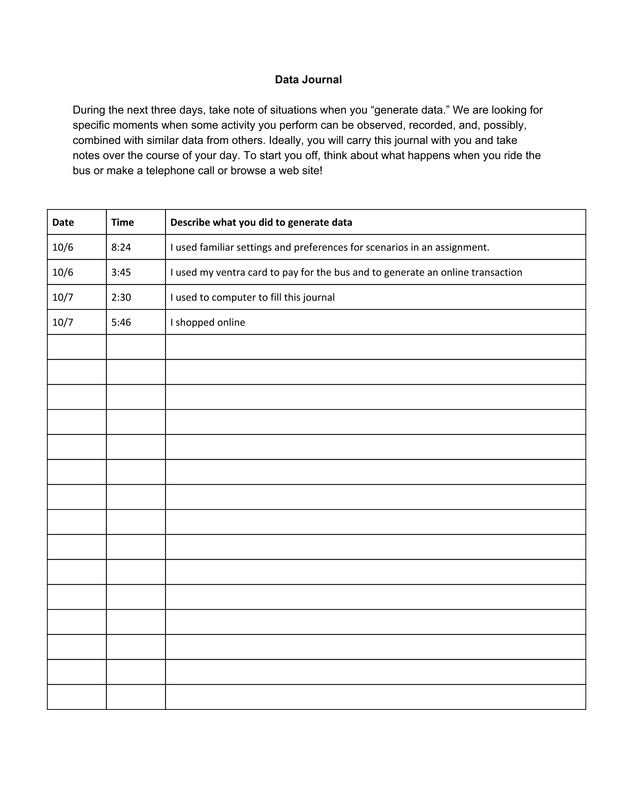 Data Journal
During the next three days, take note of situations when you “generate data.” We are looking for
specific moments when some activity you perform can be observed, recorded, and, possibly,
combined with similar data from others. Ideally, you will carry this journal with you and take
notes over the course of your day. To start you off, think about what happens when you ride the
bus or make a telephone call or browse a web site!
Date Time Describe what you did to generate data
10/6 8:24 I used familiar settings and preferences for scenarios in an assignment.
10/6 3:45 I used my ventra card to pay for the bus and to generate an online transaction
10/7 2:30 I used to computer to fill this journal
10/7 5:46 I shopped online